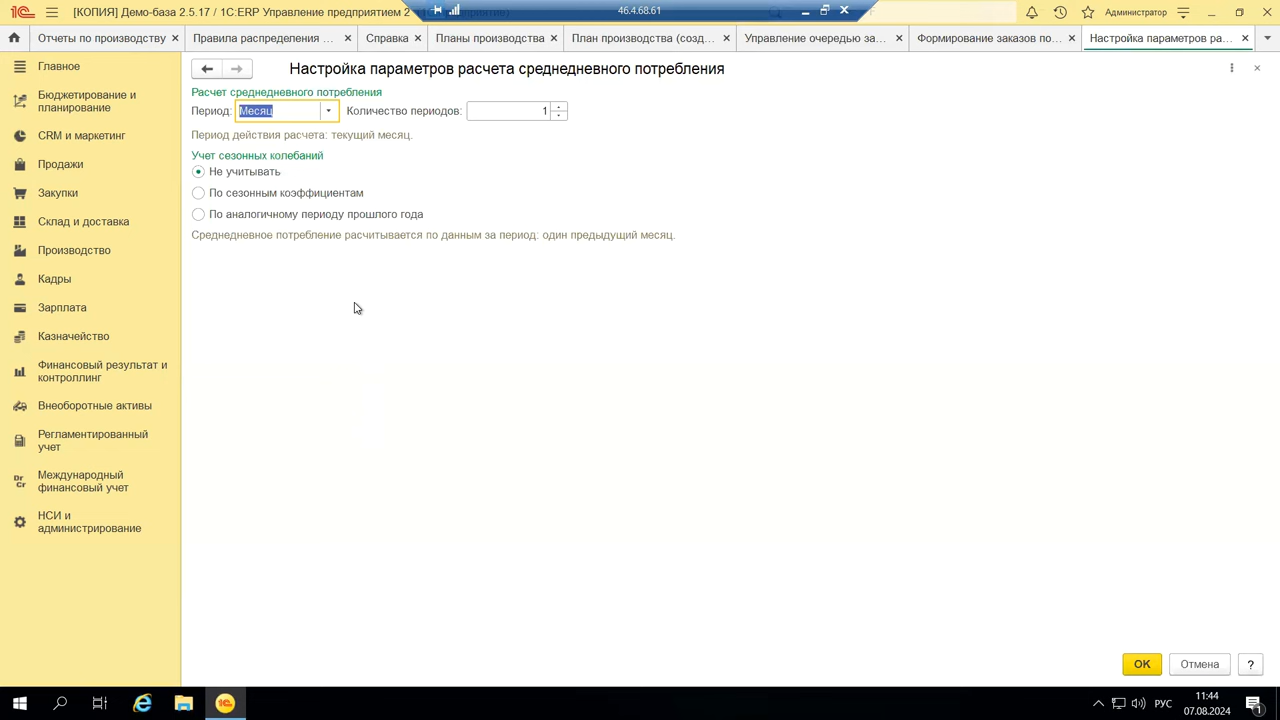 [КОПИЯ] Демо-база 2.5.17 / 1С:ERP Управление предприятием 2
46.4.68.61
Администратор
Отчеты по производству
Правила распределения ...
Справка
Планы производства
План производства (созд...
Управление очередью за...
Формирование заказов по...
Настройка параметров ра...
Главное
Бюджетирование и
планирование
CRM и маркетинг
Продажи
Закупки
Склад и доставка
Производство
Кадры
Зарплата
Казначейство
Финансовый результат и
контроллинг
Внеоборотные активы
Регламентированный
учет
Международный
финансовый учет
НСИ и
администрирование
Настройка параметров расчета среднедневного потребления
Расчет среднедневного потребления
Период: Месяц Количество периодов: 1
Период действия расчета: текущий месяц.
Учет сезонных колебаний
Не учитывать
По сезонным коэффициентам
По аналогичному периоду прошлого года
Среднедневное потребление расчитывается по данным за период: один предыдущий месяц.
ОК
Отмена
?
РУС
11:44
07.08.2024
1